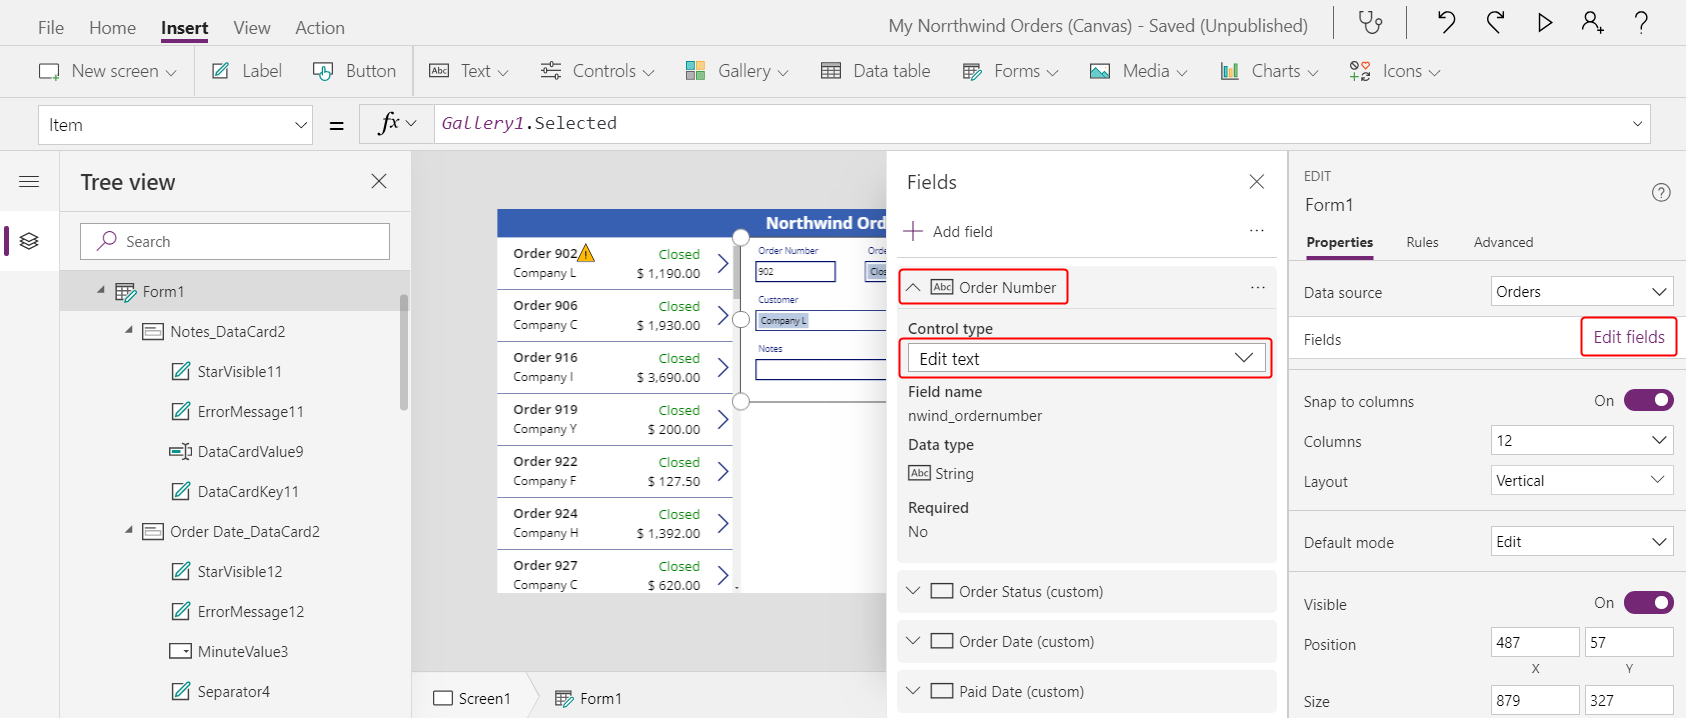 File Home Insert View Action
My Norrthwind Orders (Canvas) - Saved (Unpublished)
New screen Label Button Abc Text Controls Gallery Data table Forms Media Charts Icons
Item = fx Gallery1.Selected
Tree view
Search
Form1
Notes_DataCard2
StarVisible11
ErrorMessage11
DataCardValue9
DataCardKey11
Order Date_DataCard2
StarVisible12
ErrorMessage12
MinuteValue3
Separator4
Northwind Ord
Order 902 Closed
Company L $ 1,190.00
Order 906 Closed
Company C $ 1,930.00
Order 916 Closed
Company I $ 3,690.00
Order 919 Closed
Company Y $ 200.00
Order 922 Closed
Company F $ 127.50
Order 924 Closed
Company H $ 1,392.00
Order 927 Closed
Company C $ 620.00
Order Number Orde
902 Clos
Customer
Company L
Notes
Screen1 Form1
Fields
Add field ...
Abc Order Number ...
Control type
Edit text
Field name
nwind_ordernumber
Data type
Abc String
Required
No
Order Status (custom)
Order Date (custom)
Paid Date (custom)
EDIT
Form1
Properties Rules Advanced
Data source Orders
Fields Edit fields
Snap to columns On
Columns 12
Layout Vertical
Default mode Edit
Visible On
Position 487 57
X Y
Size 879 327